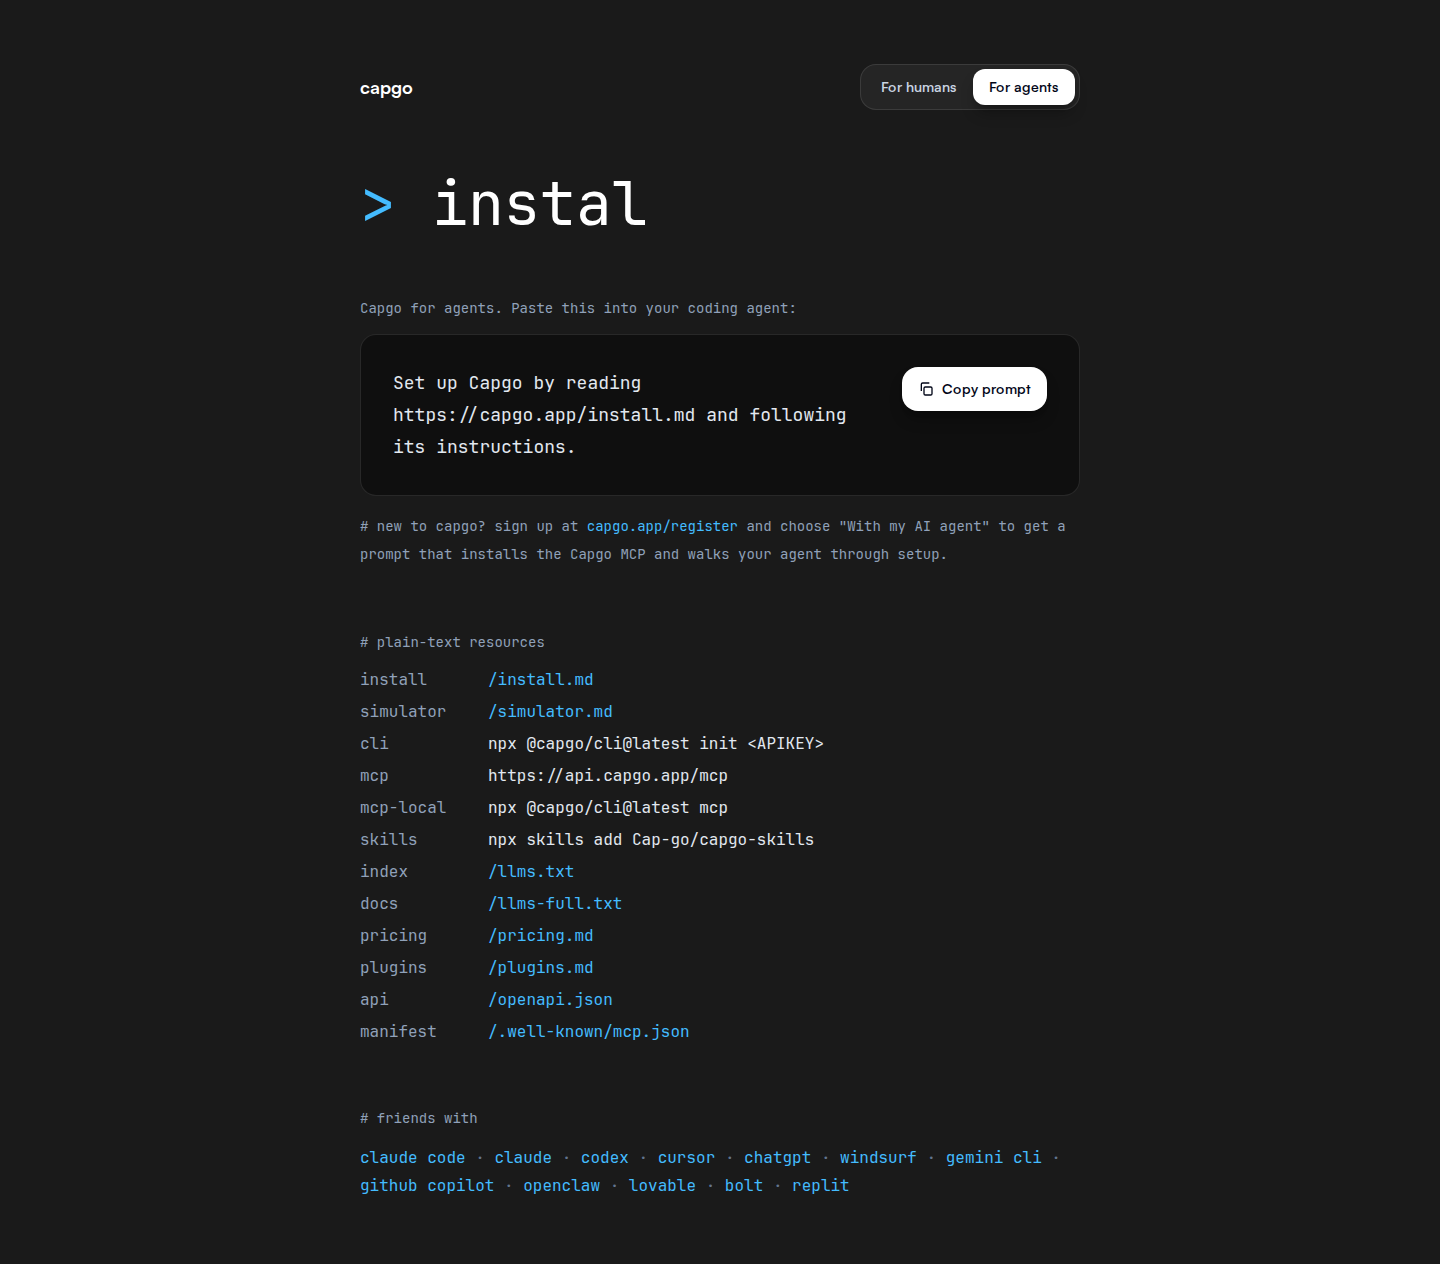 capgo
For humans
For agents
> instal
Capgo for agents. Paste this into your coding agent:
Set up Capgo by reading
https://capgo.app/install.md and following
its instructions.
Copy prompt
# new to capgo? sign up at capgo.app/register and choose "With my AI agent" to get a
prompt that installs the Capgo MCP and walks your agent through setup.
# plain-text resources
install /install.md
simulator /simulator.md
cli npx @capgo/cli@latest init <APIKEY>
mcp https://api.capgo.app/mcp
mcp-local npx @capgo/cli@latest mcp
skills npx skills add Cap-go/capgo-skills
index /llms.txt
docs /llms-full.txt
pricing /pricing.md
plugins /plugins.md
api /openapi.json
manifest /.well-known/mcp.json
# friends with
claude code · claude · codex · cursor · chatgpt · windsurf · gemini cli ·
github copilot · openclaw · lovable · bolt · replit